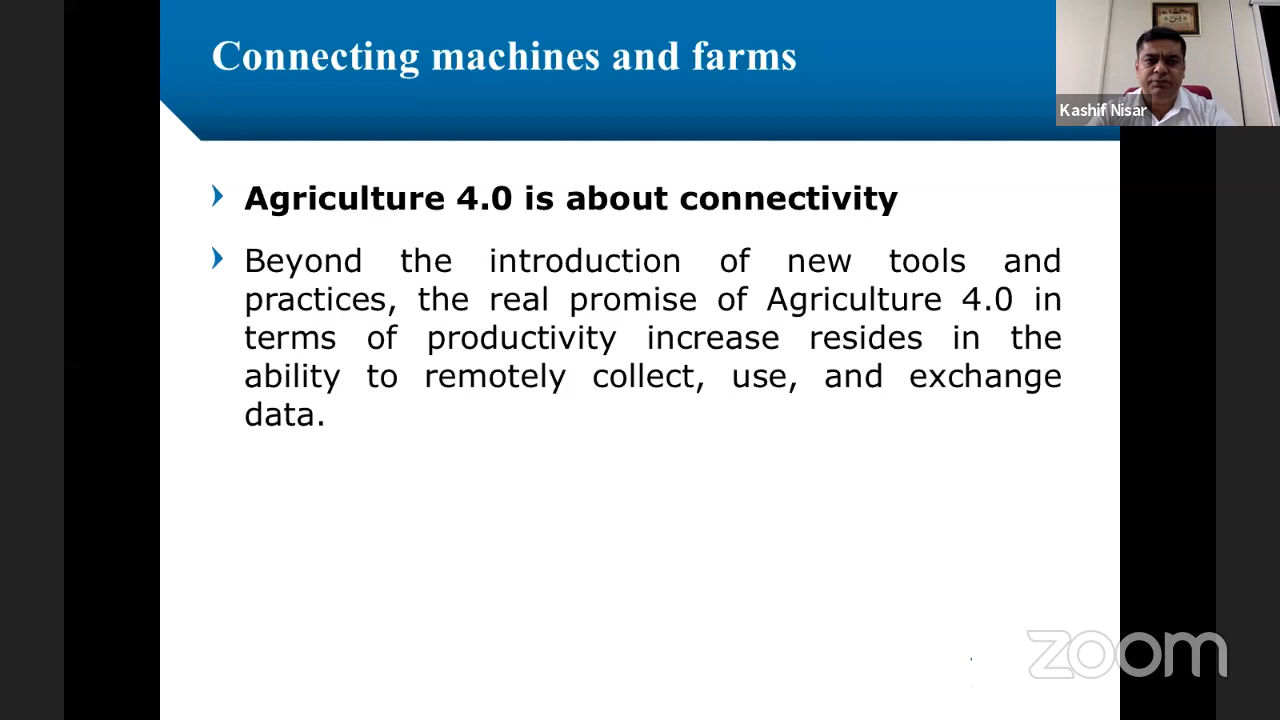 Connecting machines and farms
Kashif Nisar
Agriculture 4.0 is about connectivity
Beyond the introduction of new tools and
practices, the real promise of Agriculture 4.0 in
terms of productivity increase resides in the
ability to remotely collect, use, and exchange
data.
zoom